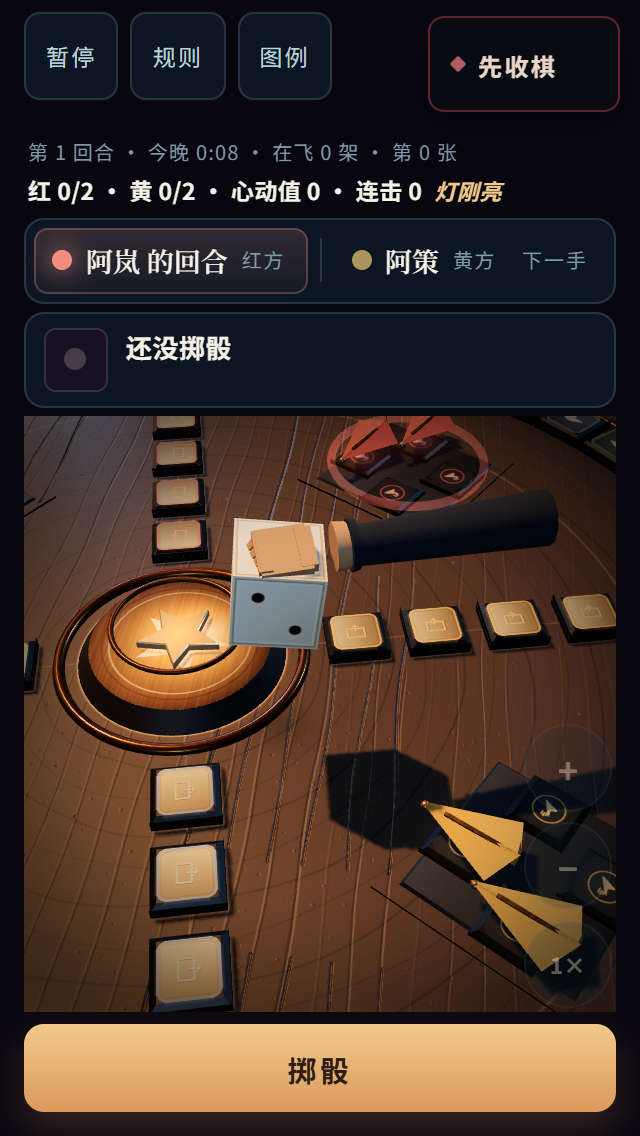 暂停 规则 图例 先收棋
第 1 回合 · 今晚 0:08 · 在飞 0 架 · 第 0 张
红 0/2 · 黄 0/2 · 心动值 0 · 连击 0 灯刚亮
阿岚 的回合 红方 阿策 黄方 下一手
还没掷骰
+
−
1×
掷骰